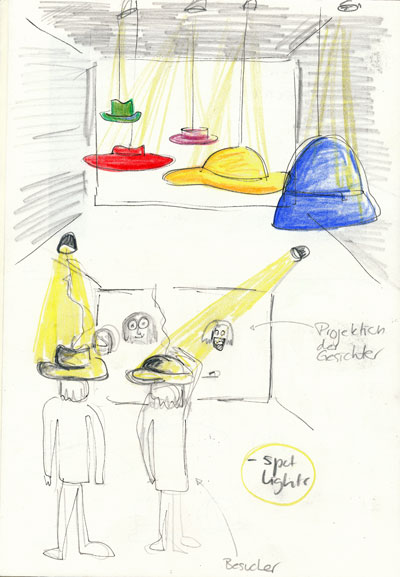 Projektion
der
Gesichter
- Spot
lights
Besucher